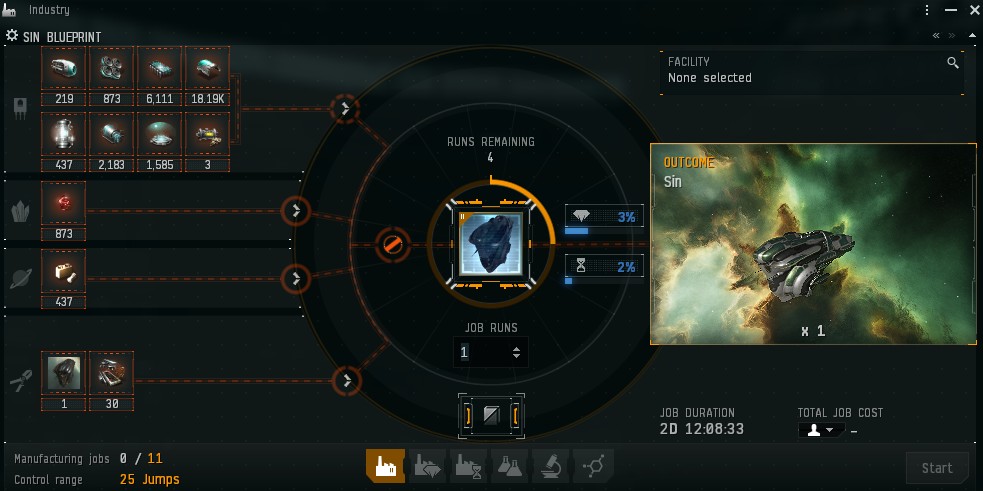 Industry
SIN BLUEPRINT
219 873 6,111 18.19K
437 2,183 1,585 3
873
437
1 30
RUNS REMAINING
4
3%
2%
JOB RUNS
1
FACILITY
None selected
OUTCOME
Sin
x 1
JOB DURATION
2D 12:08:33
TOTAL JOB COST
–
Manufacturing jobs 0 / 11
Control range 25 Jumps
Start